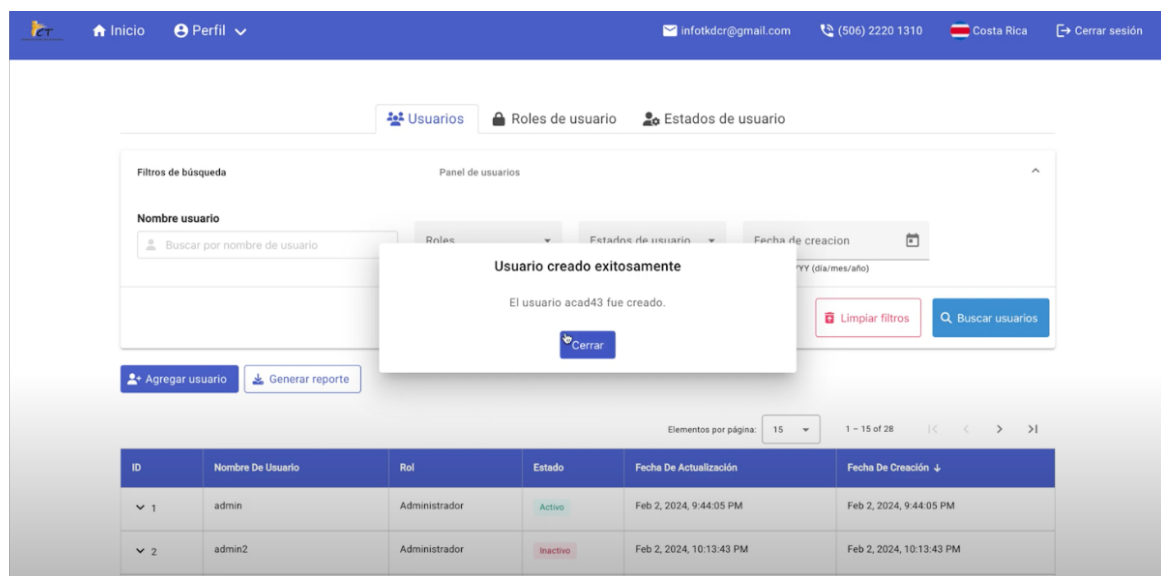 CT
Inicio
Perfil
infotkdcr@gmail.com
(506) 2220 1310
Costa Rica
Cerrar sesión
Usuarios
Roles de usuario
Estados de usuario
Filtros de búsqueda
Panel de usuarios
Nombre usuario
Buscar por nombre de usuario
Roles
Estados de usuario
Fecha de creacion
YY (día/mes/año)
Usuario creado exitosamente
El usuario acad43 fue creado.
Cerrar
Limpiar filtros
Buscar usuarios
Agregar usuario
Generar reporte
Elementos por página: 15
1 – 15 of 28
ID Nombre De Usuario Rol Estado Fecha De Actualización Fecha De Creación
1 admin Administrador Activo Feb 2, 2024, 9:44:05 PM Feb 2, 2024, 9:44:05 PM
2 admin2 Administrador Inactivo Feb 2, 2024, 10:13:43 PM Feb 2, 2024, 10:13:43 PM